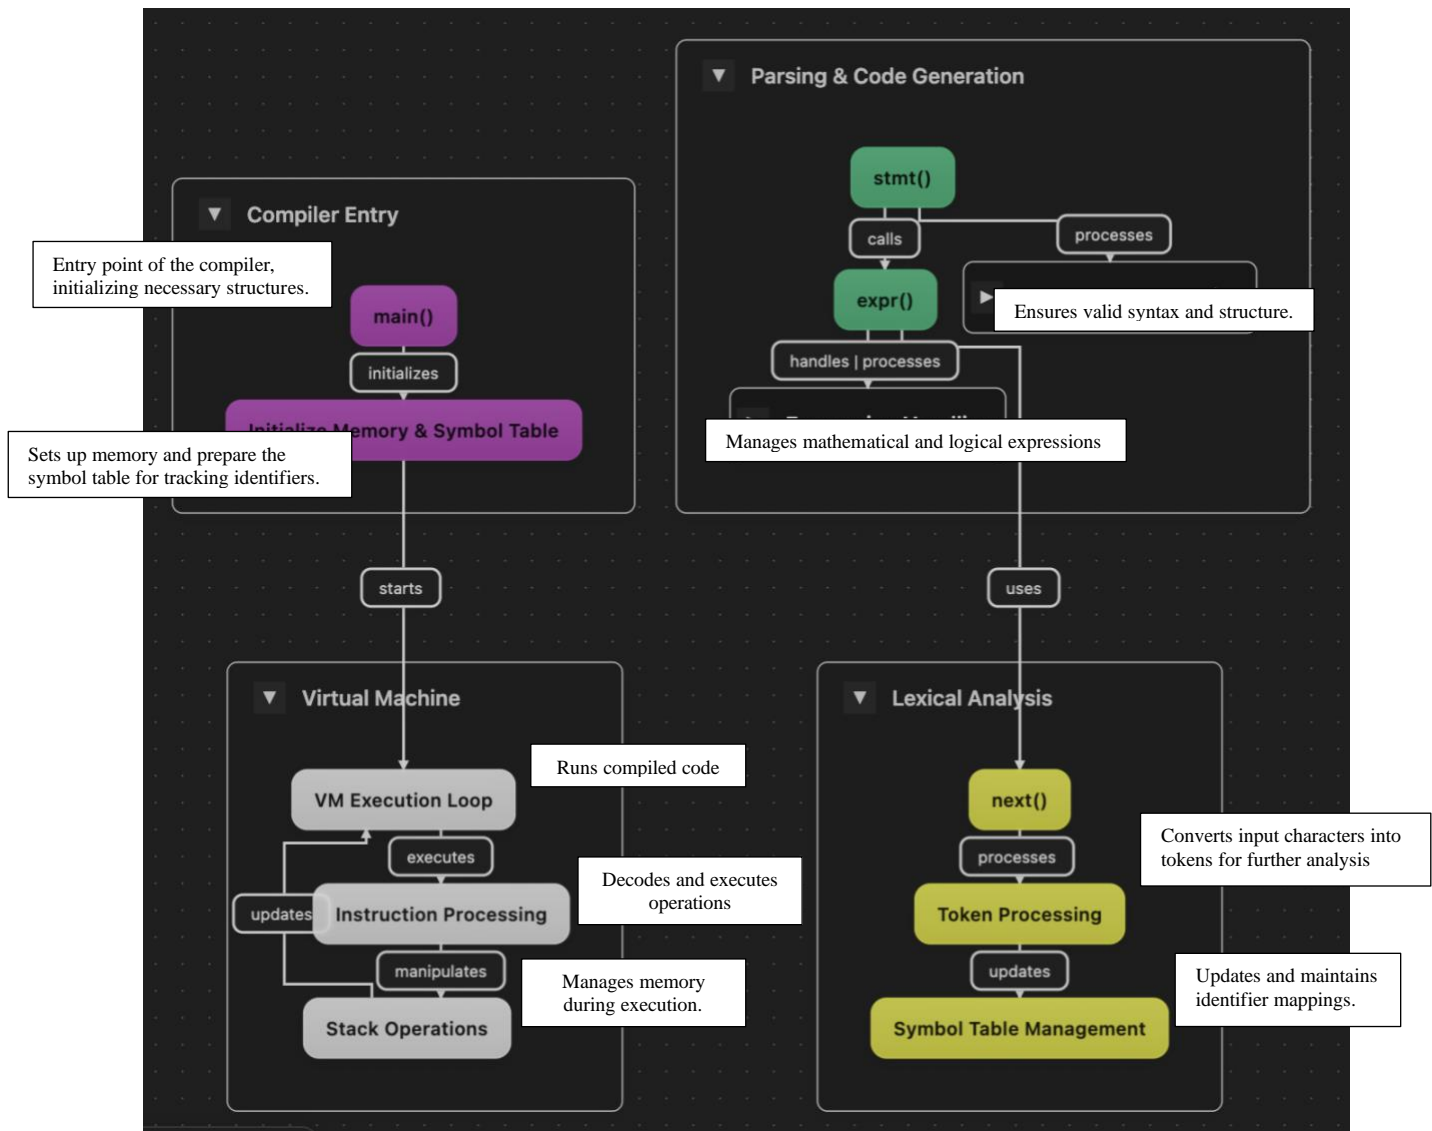 Parsing & Code Generation
stmt()
calls
processes
expr()
Ensures valid syntax and structure.
handles | processes
Manages mathematical and logical expressions
Compiler Entry
Entry point of the compiler,
initializing necessary structures.
main()
initializes
Initialize Memory & Symbol Table
Sets up memory and prepare the
symbol table for tracking identifiers.
starts
uses
Virtual Machine
Runs compiled code
VM Execution Loop
executes
Decodes and executes
operations
updates
Instruction Processing
manipulates
Manages memory
during execution.
Stack Operations
Lexical Analysis
next()
Converts input characters into
tokens for further analysis
processes
Token Processing
updates
Updates and maintains
identifier mappings.
Symbol Table Management